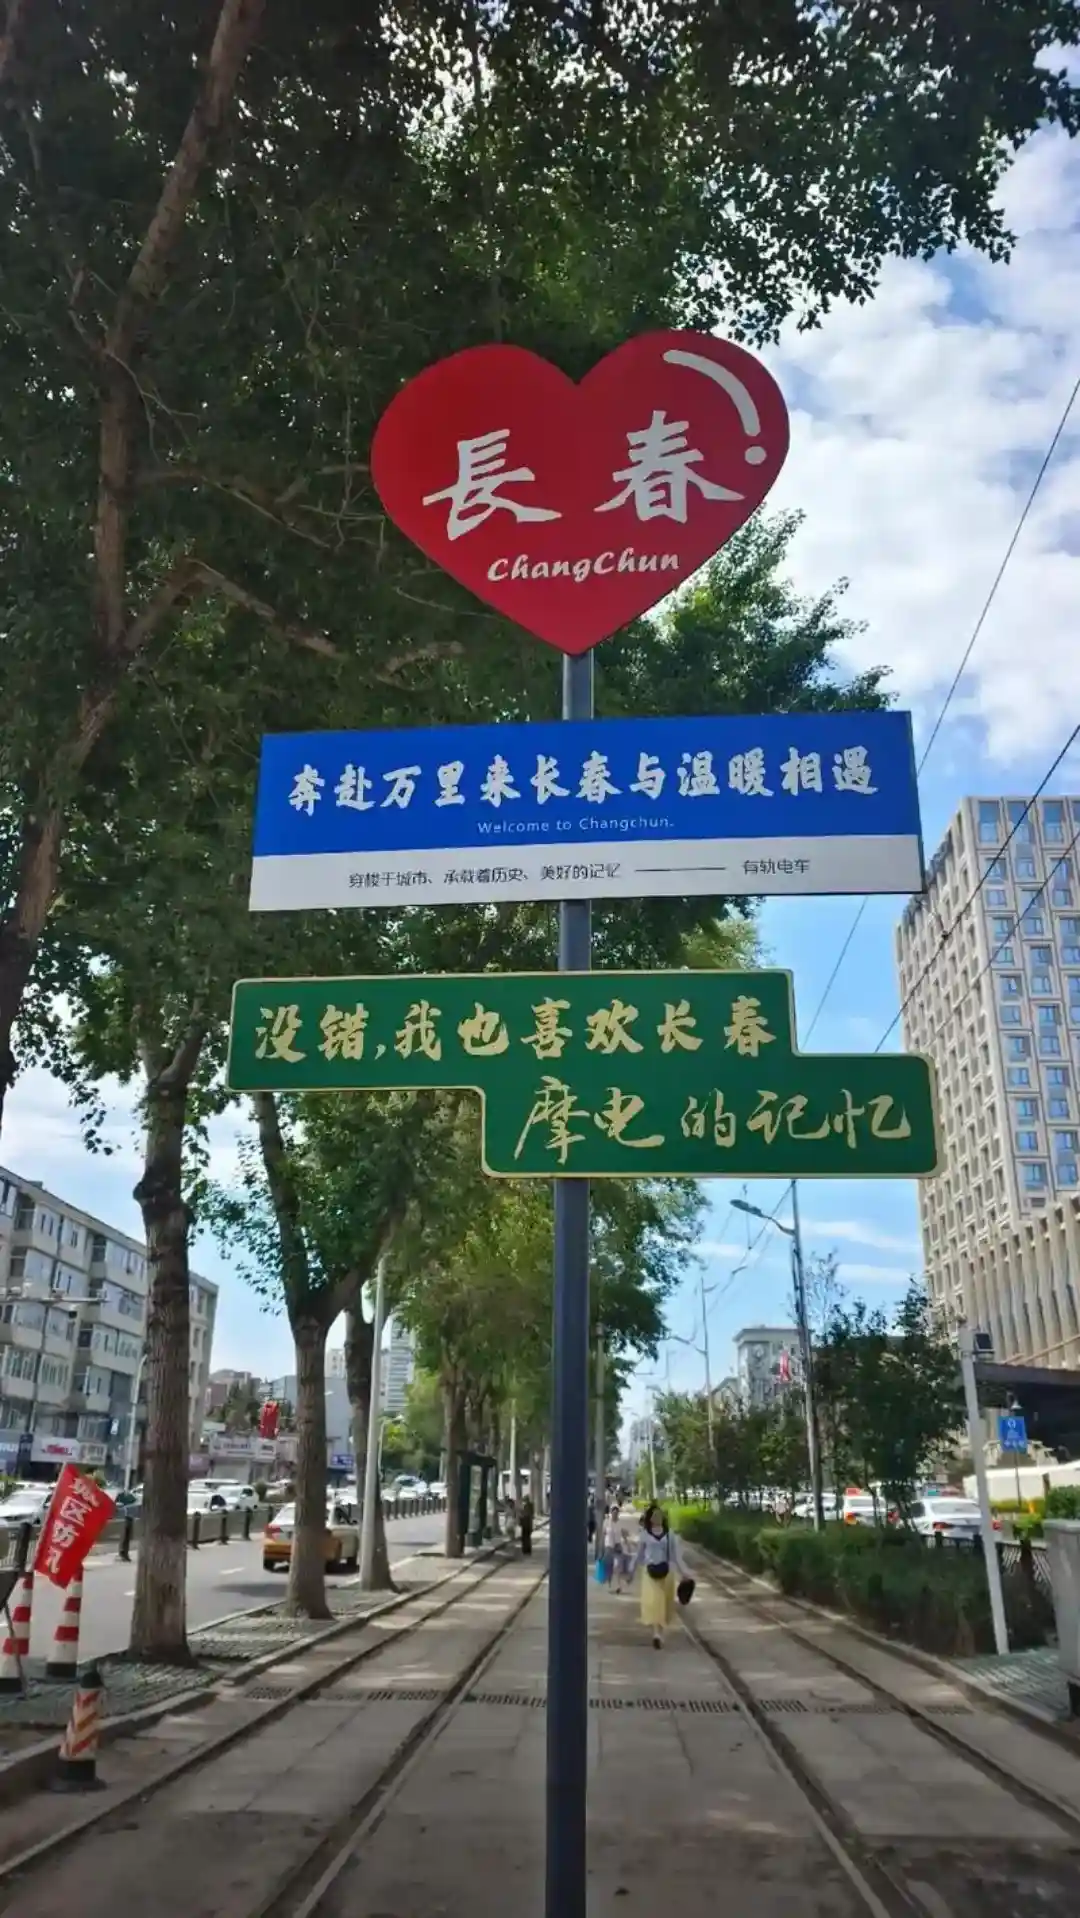 長春
ChangChun
奔赴万里来长春与温暖相遇
Welcome to Changchun.
穿梭于城市、承载着历史、美好的记忆 ———— 有轨电车
没错,我也喜欢长春
摩电的记忆